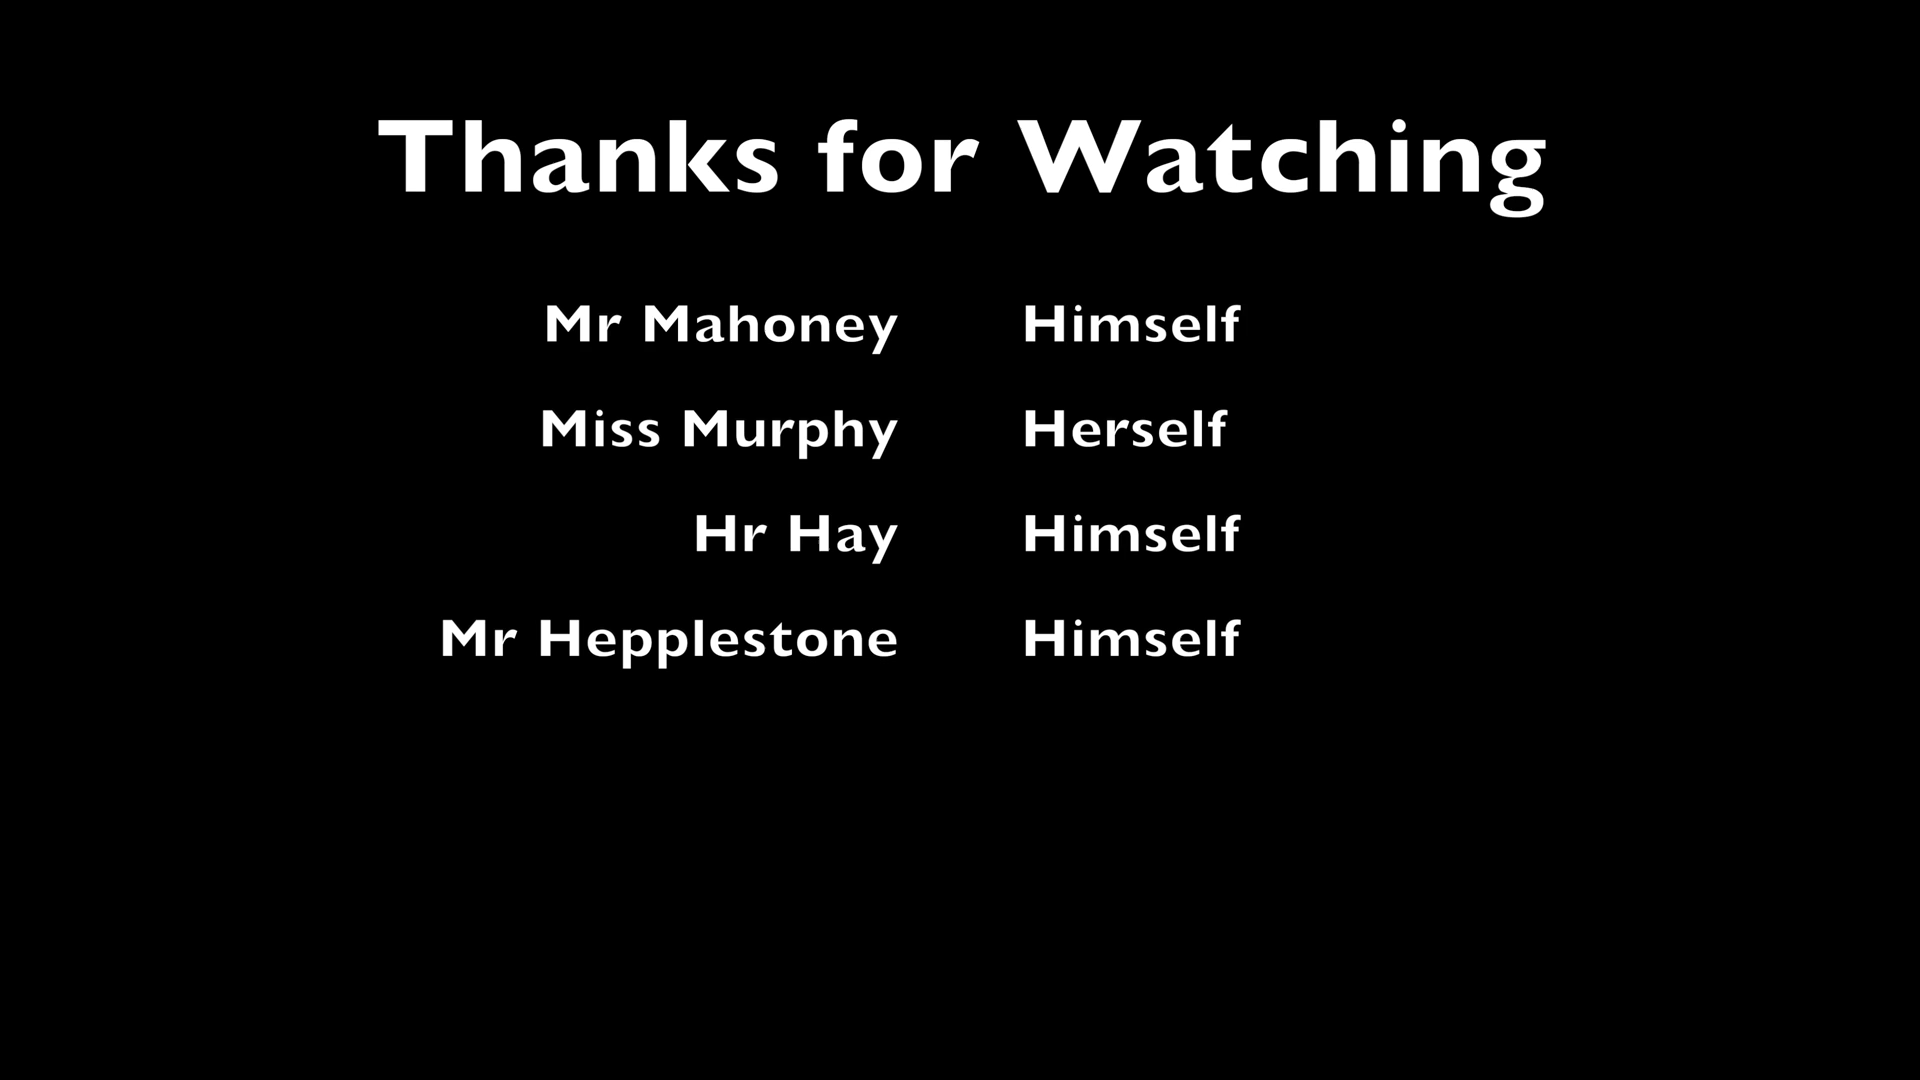 Thanks for Watching
Mr Mahoney Himself
Miss Murphy Herself
Hr Hay Himself
Mr Hepplestone Himself